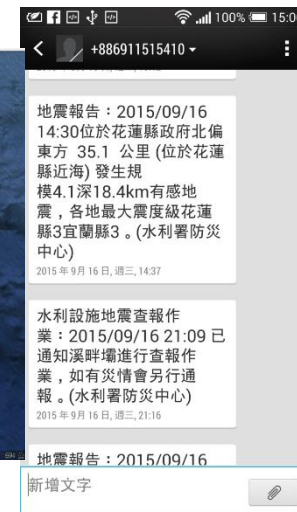 100% 15:0
+886911515410
地震報告：2015/09/16
14:30位於花蓮縣政府北偏
東方 35.1 公里 (位於花蓮
縣近海) 發生規
模4.1深18.4km有感地
震，各地最大震度級花蓮
縣3宜蘭縣3。(水利署防災
中心)
2015 年 9月 16 日, 週三, 14:37
水利設施地震查報作
業：2015/09/16 21:09 已
通知溪畔壩進行查報作
業，如有災情會另行通
報。(水利署防災中心)
2015 年 9月 16 日, 週三, 21:16
地震報告：2015/09/16
新增文字